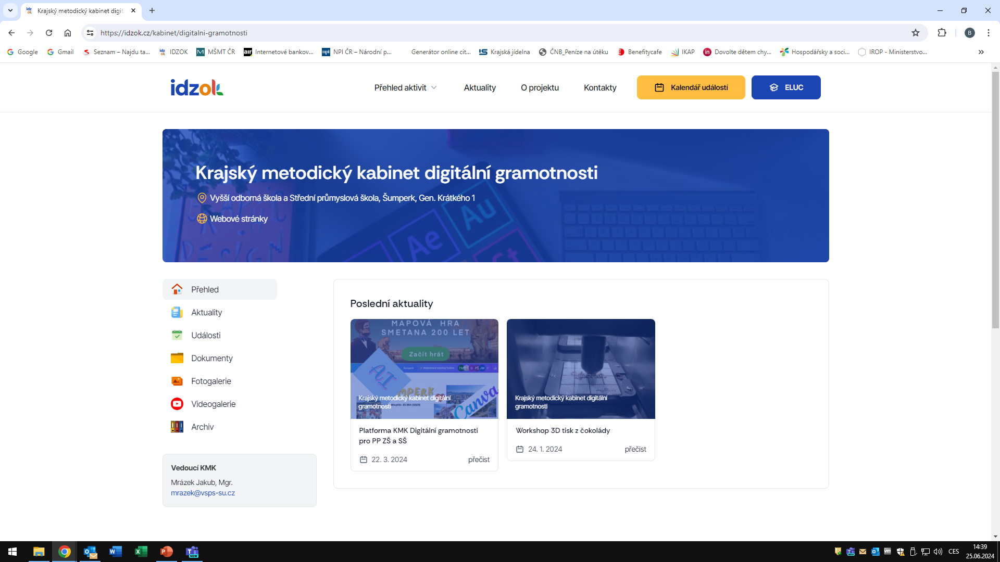 Krajský metodický kabinet digit
https://idzok.cz/kabinet/digitalni-gramotnosti
Google
Gmail
Seznam – Najdu ta...
IDZOK
MŠMT ČR
Internetové bankov...
NPI ČR – Národní p...
Generátor online cit...
Krajská jídelna
ČNB_Peníze na útěku
Benefitycafe
IKAP
Dovolte dětem chy...
Hospodářsky a soci...
IROP - Ministerstvo...
idzok
Přehled aktivit
Aktuality
O projektu
Kontakty
Kalendář událostí
ELUC
Krajský metodický kabinet digitální gramotnosti
Vyšší odborná škola a Střední průmyslová škola, Šumperk, Gen. Krátkého 1
Webové stránky
Au
Ae
St
Přehled
Aktuality
Události
Dokumenty
Fotogalerie
Videogalerie
Archiv
Vedoucí KMK
Mrázek Jakub, Mgr.
mrazek@vsps-su.cz
Poslední aktuality
MAPOVÁ HRA
SMETANA 200 LET
Začít hrát
AI
Canva
Krajský metodický kabinet digitální
gramotnosti
Platforma KMK Digitální gramotnosti
pro PP ZŠ a SŠ
22. 3. 2024
přečist
Krajský metodický kabinet digitální
gramotnosti
Workshop 3D tisk z čokolády
24. 1. 2024
přečist
CES
14:39
25.06.2024